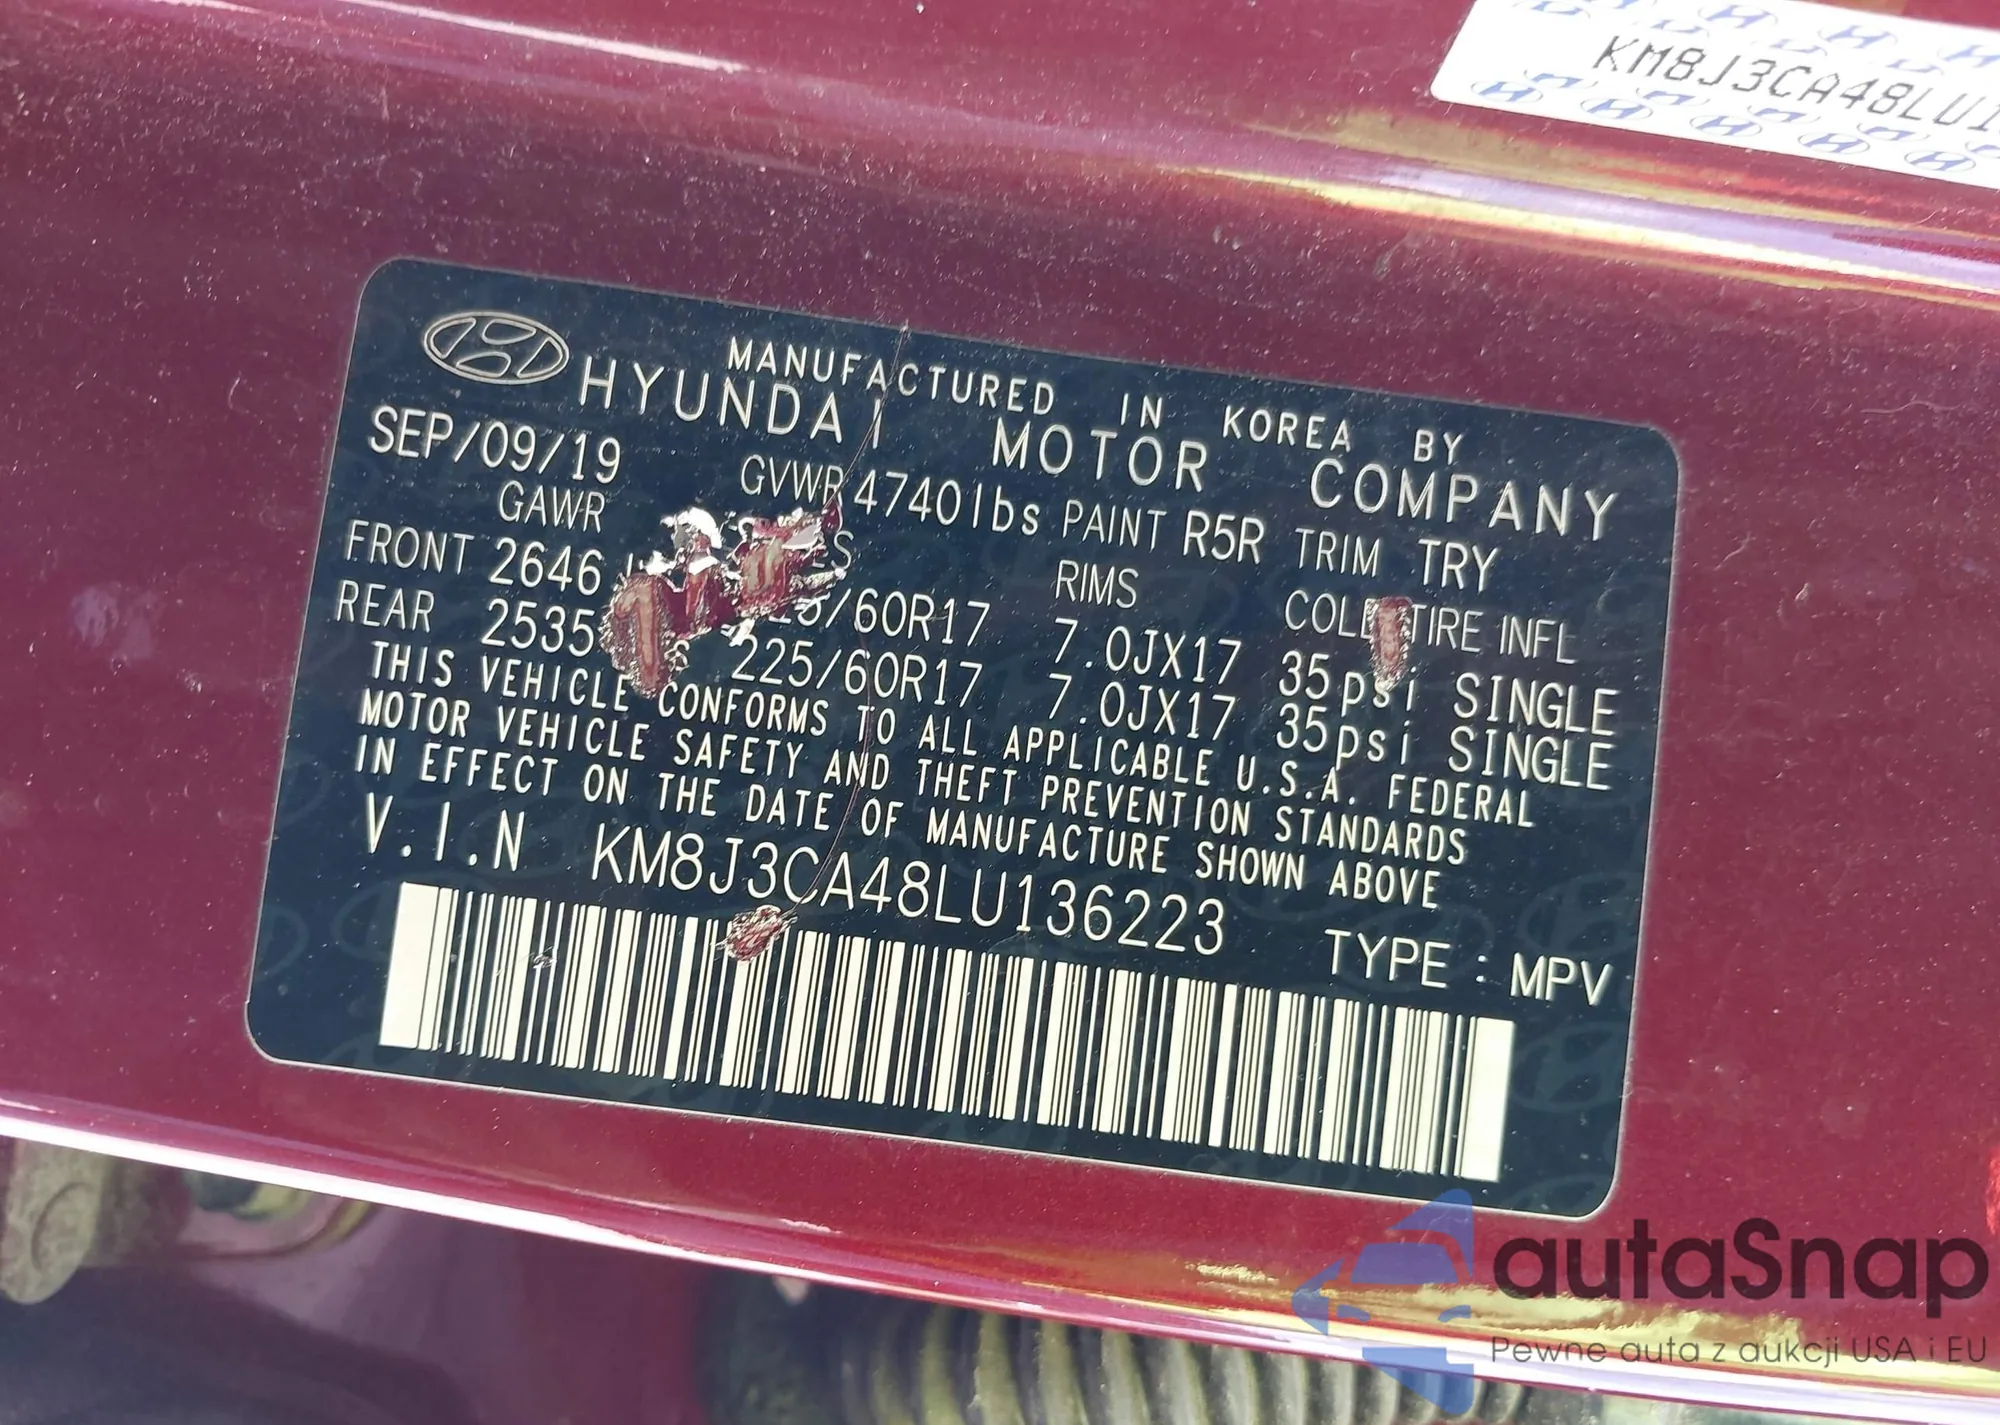 KM8J3CA48LU1
MANUFACTURED IN KOREA BY
HYUNDAI MOTOR COMPANY
SEP/09/19 GVWR 4740lbs PAINT R5R TRIM TRY
GAWR RIMS COLD TIRE INFL
FRONT 2646 /60R17 7.0JX17 35psi SINGLE
REAR 2535 225/60R17 7.0JX17 35psi SINGLE
THIS VEHICLE CONFORMS TO ALL APPLICABLE U.S.A. FEDERAL
MOTOR VEHICLE SAFETY AND THEFT PREVENTION STANDARDS
IN EFFECT ON THE DATE OF MANUFACTURE SHOWN ABOVE
V.I.N KM8J3CA48LU136223
TYPE : MPV
autaSnap
Pewne auta z aukcji USA i EU